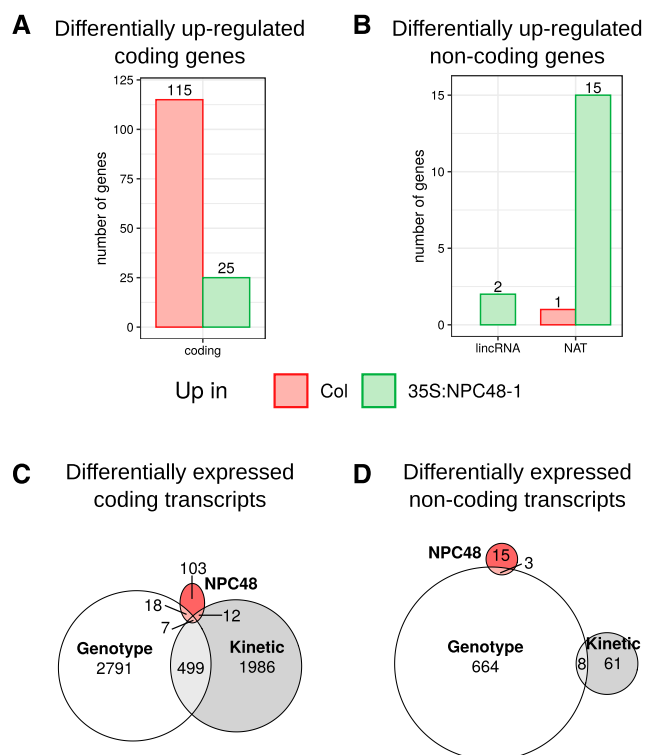 A Differentially up-regulated
coding genes
number of genes
125
100
75
50
25
0
115
25
coding
B Differentially up-regulated
non-coding genes
number of genes
15
10
5
0
2
1
15
lincRNA NAT
Up in Col 35S:NPC48-1
C Differentially expressed
coding transcripts
103
NPC48
18
12
7
Genotype
2791
499
Kinetic
1986
D Differentially expressed
non-coding transcripts
NPC48 15
3
Genotype
664
8
Kinetic
61